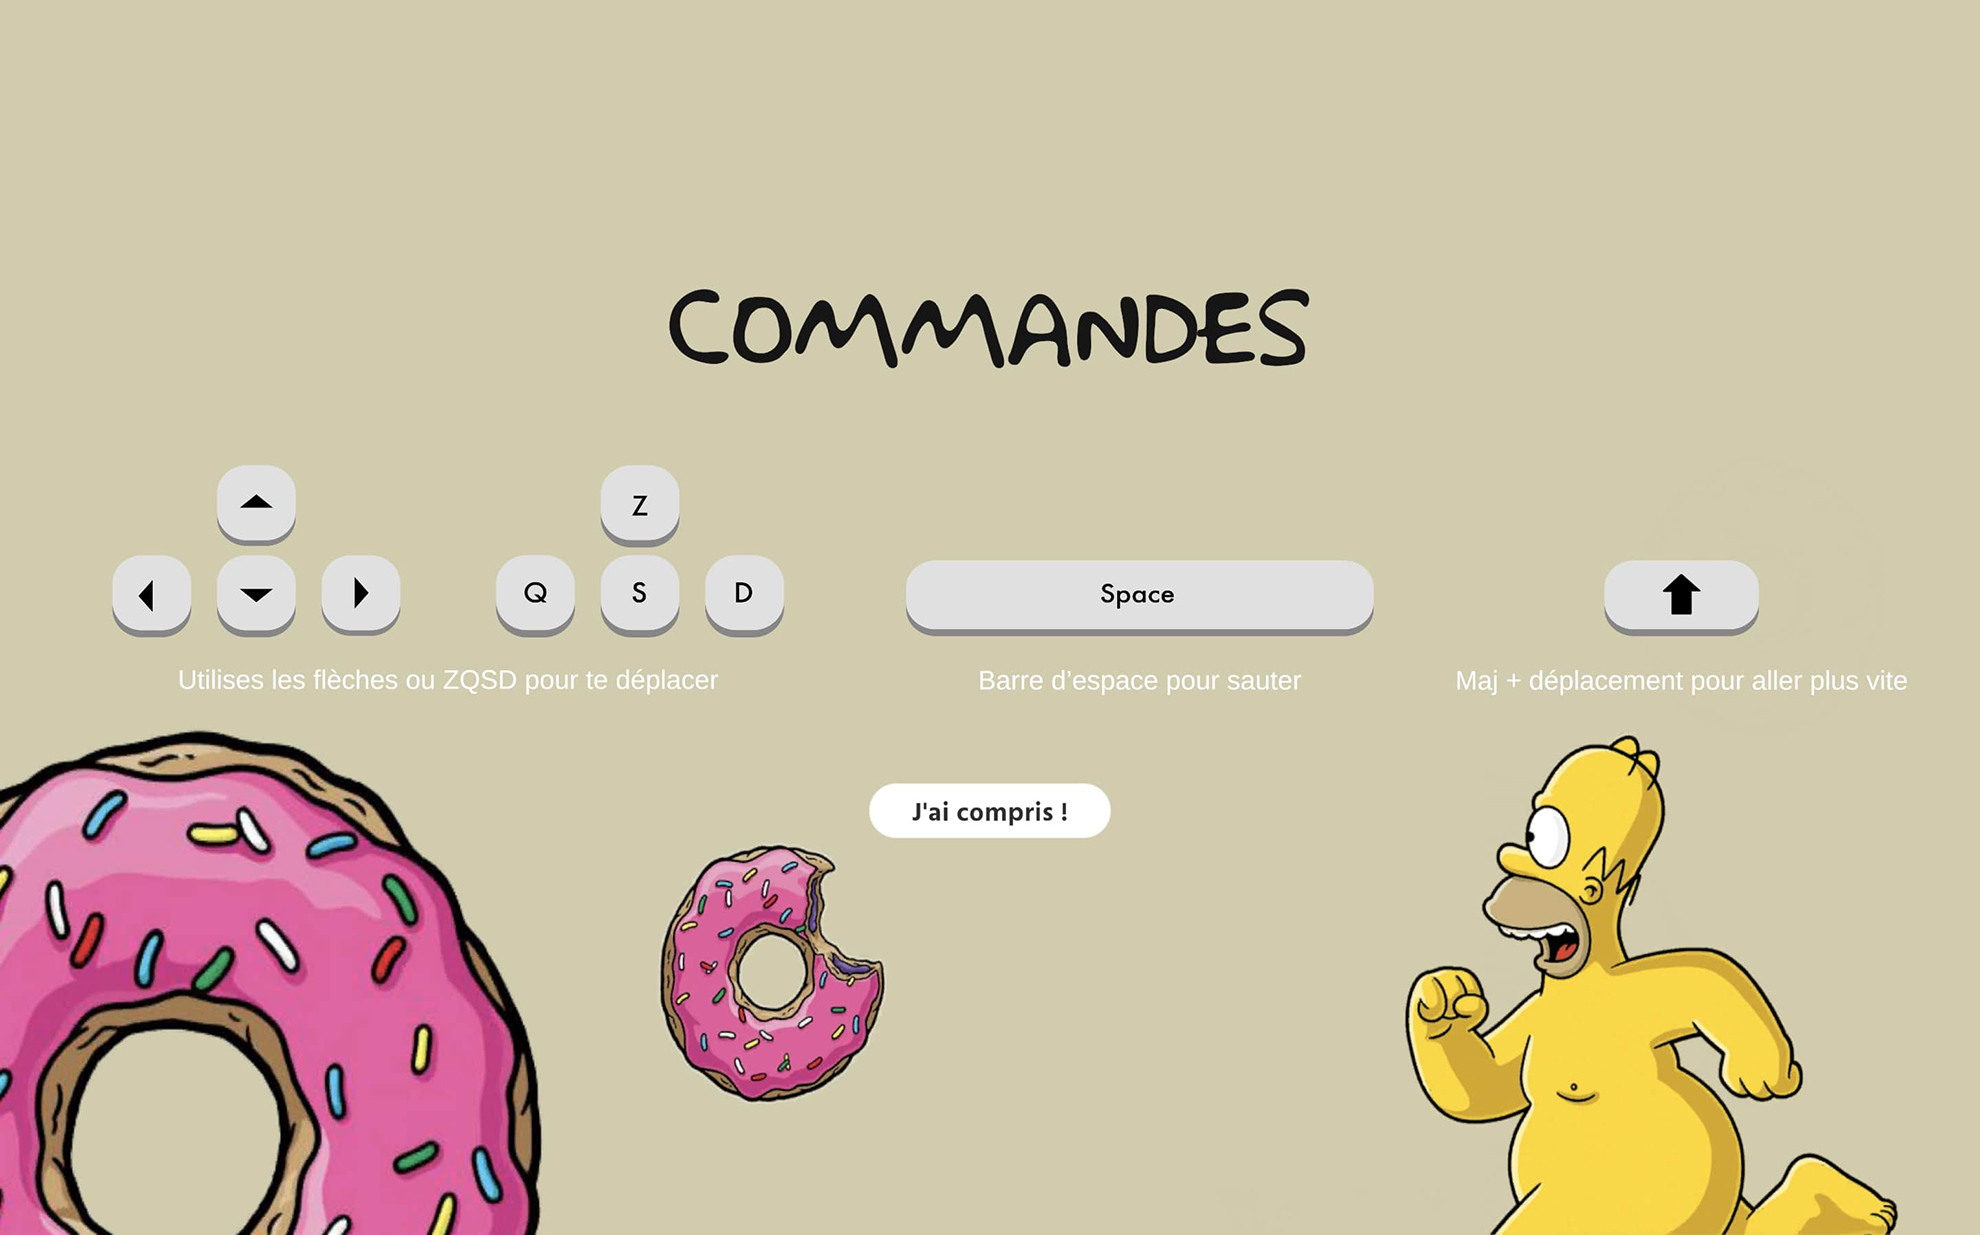 COMMANDES
Z
Q S D
Space
Utilises les flèches ou ZQSD pour te déplacer
Barre d’espace pour sauter
Maj + déplacement pour aller plus vite
J'ai compris !